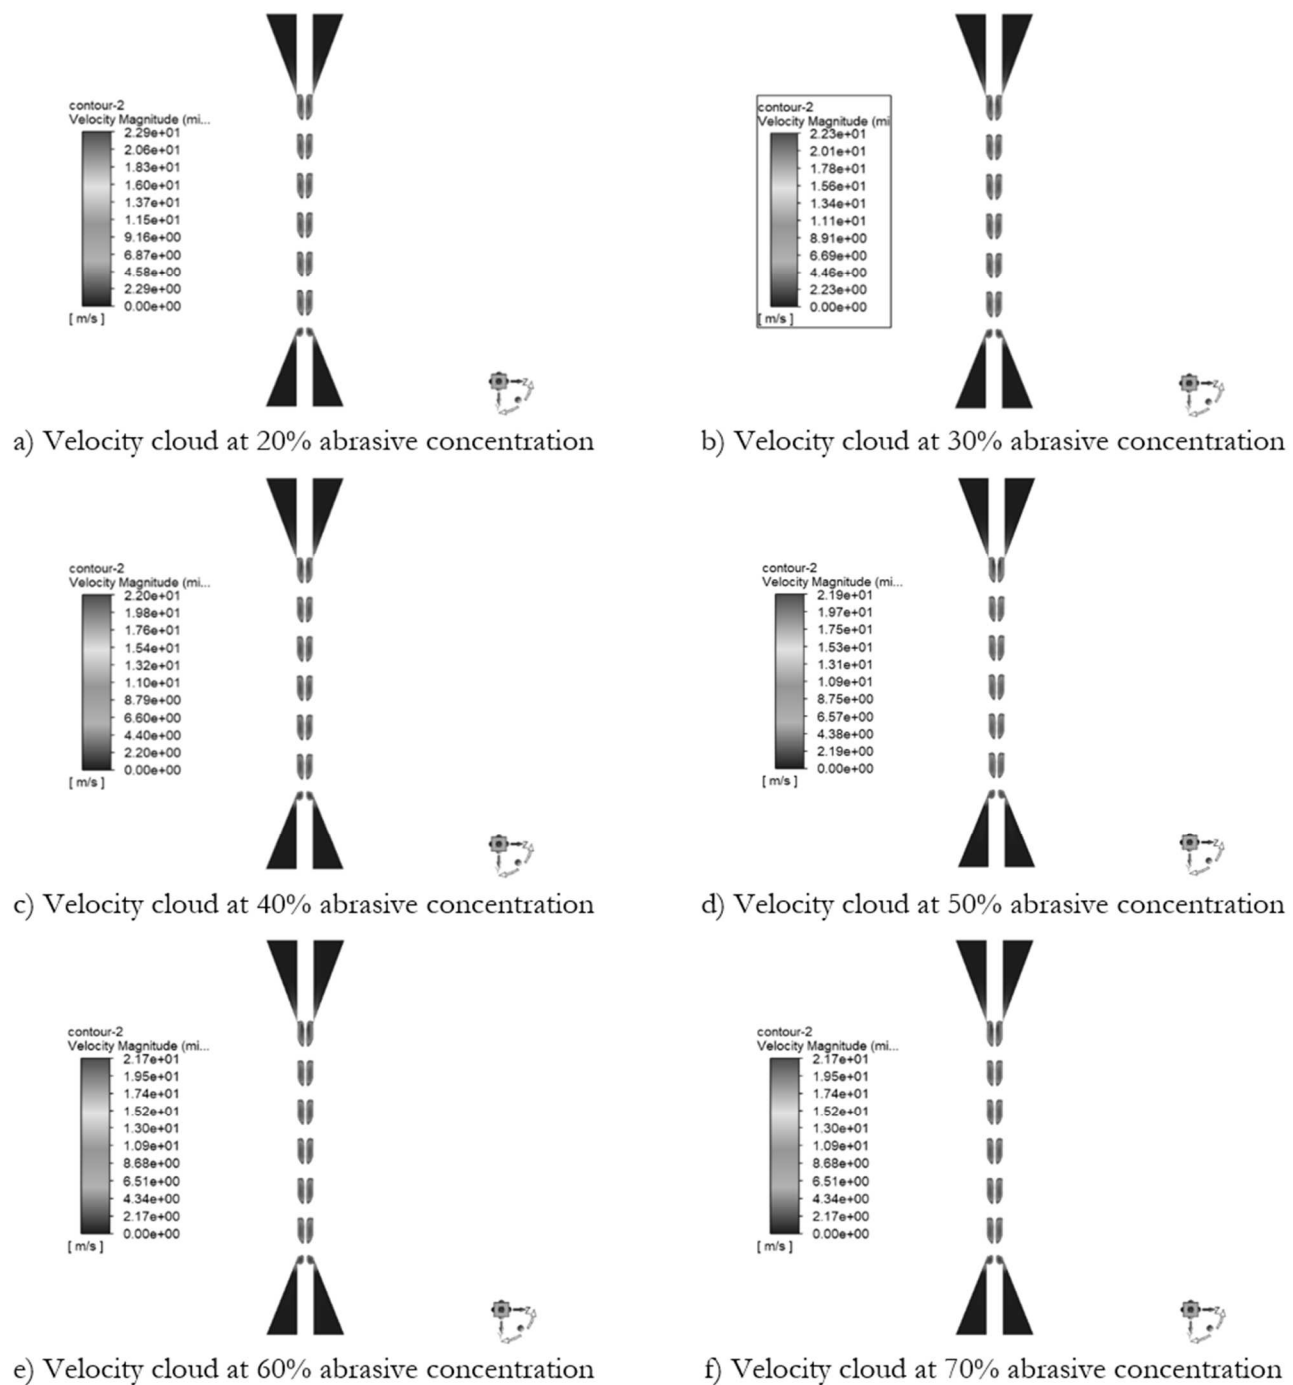 contour-2
Velocity Magnitude (mi...
2.29e+01
2.06e+01
1.83e+01
1.60e+01
1.37e+01
1.15e+01
9.16e+00
6.87e+00
4.58e+00
2.29e+00
0.00e+00
[ m/s ]
Z
a) Velocity cloud at 20% abrasive concentration
contour-2
Velocity Magnitude (mi
2.23e+01
2.01e+01
1.78e+01
1.56e+01
1.34e+01
1.11e+01
8.91e+00
6.69e+00
4.46e+00
2.23e+00
0.00e+00
[ m/s ]
Z
b) Velocity cloud at 30% abrasive concentration
contour-2
Velocity Magnitude (mi...
2.20e+01
1.98e+01
1.76e+01
1.54e+01
1.32e+01
1.10e+01
8.79e+00
6.60e+00
4.40e+00
2.20e+00
0.00e+00
[ m/s ]
Z
c) Velocity cloud at 40% abrasive concentration
contour-2
Velocity Magnitude (mi...
2.19e+01
1.97e+01
1.75e+01
1.53e+01
1.31e+01
1.09e+01
8.75e+00
6.57e+00
4.38e+00
2.19e+00
0.00e+00
[ m/s ]
Z
d) Velocity cloud at 50% abrasive concentration
contour-2
Velocity Magnitude (mi...
2.17e+01
1.95e+01
1.74e+01
1.52e+01
1.30e+01
1.09e+01
8.68e+00
6.51e+00
4.34e+00
2.17e+00
0.00e+00
[ m/s ]
Z
e) Velocity cloud at 60% abrasive concentration
contour-2
Velocity Magnitude (mi...
2.17e+01
1.95e+01
1.74e+01
1.52e+01
1.30e+01
1.09e+01
8.68e+00
6.51e+00
4.34e+00
2.17e+00
0.00e+00
[ m/s ]
Z
f) Velocity cloud at 70% abrasive concentration